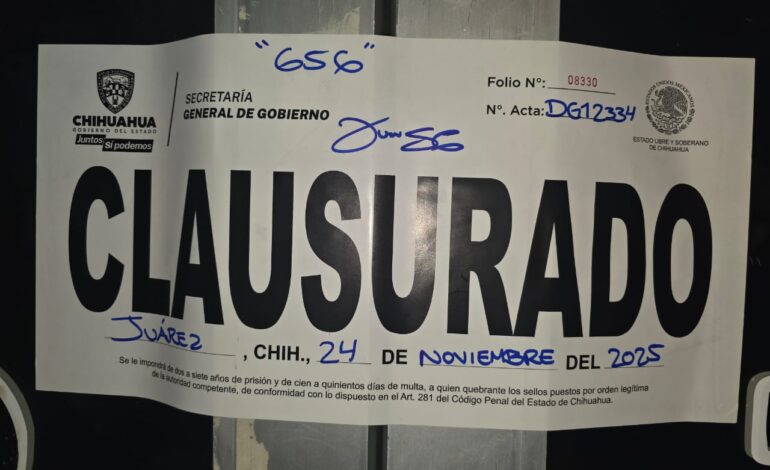 "656"
CHIHUAHUA
GOBIERNO DEL ESTADO
Juntos Sí podemos
SECRETARÍA
GENERAL DE GOBIERNO
Folio N°: 08330
N°. Acta: DG12334
ESTADO LIBRE Y SOBERANO
DE CHIHUAHUA
CLAUSURADO
JUÁREZ, CHIH., 24 DE NOVIEMBRE DEL 2025
Se le impondrá de dos a siete años de prisión y de cien a quinientos días de multa, a quien quebrante los sellos puestos por orden legítima
de la autoridad competente, de conformidad con lo dispuesto en el Art. 281 del Código Penal del Estado de Chihuahua.